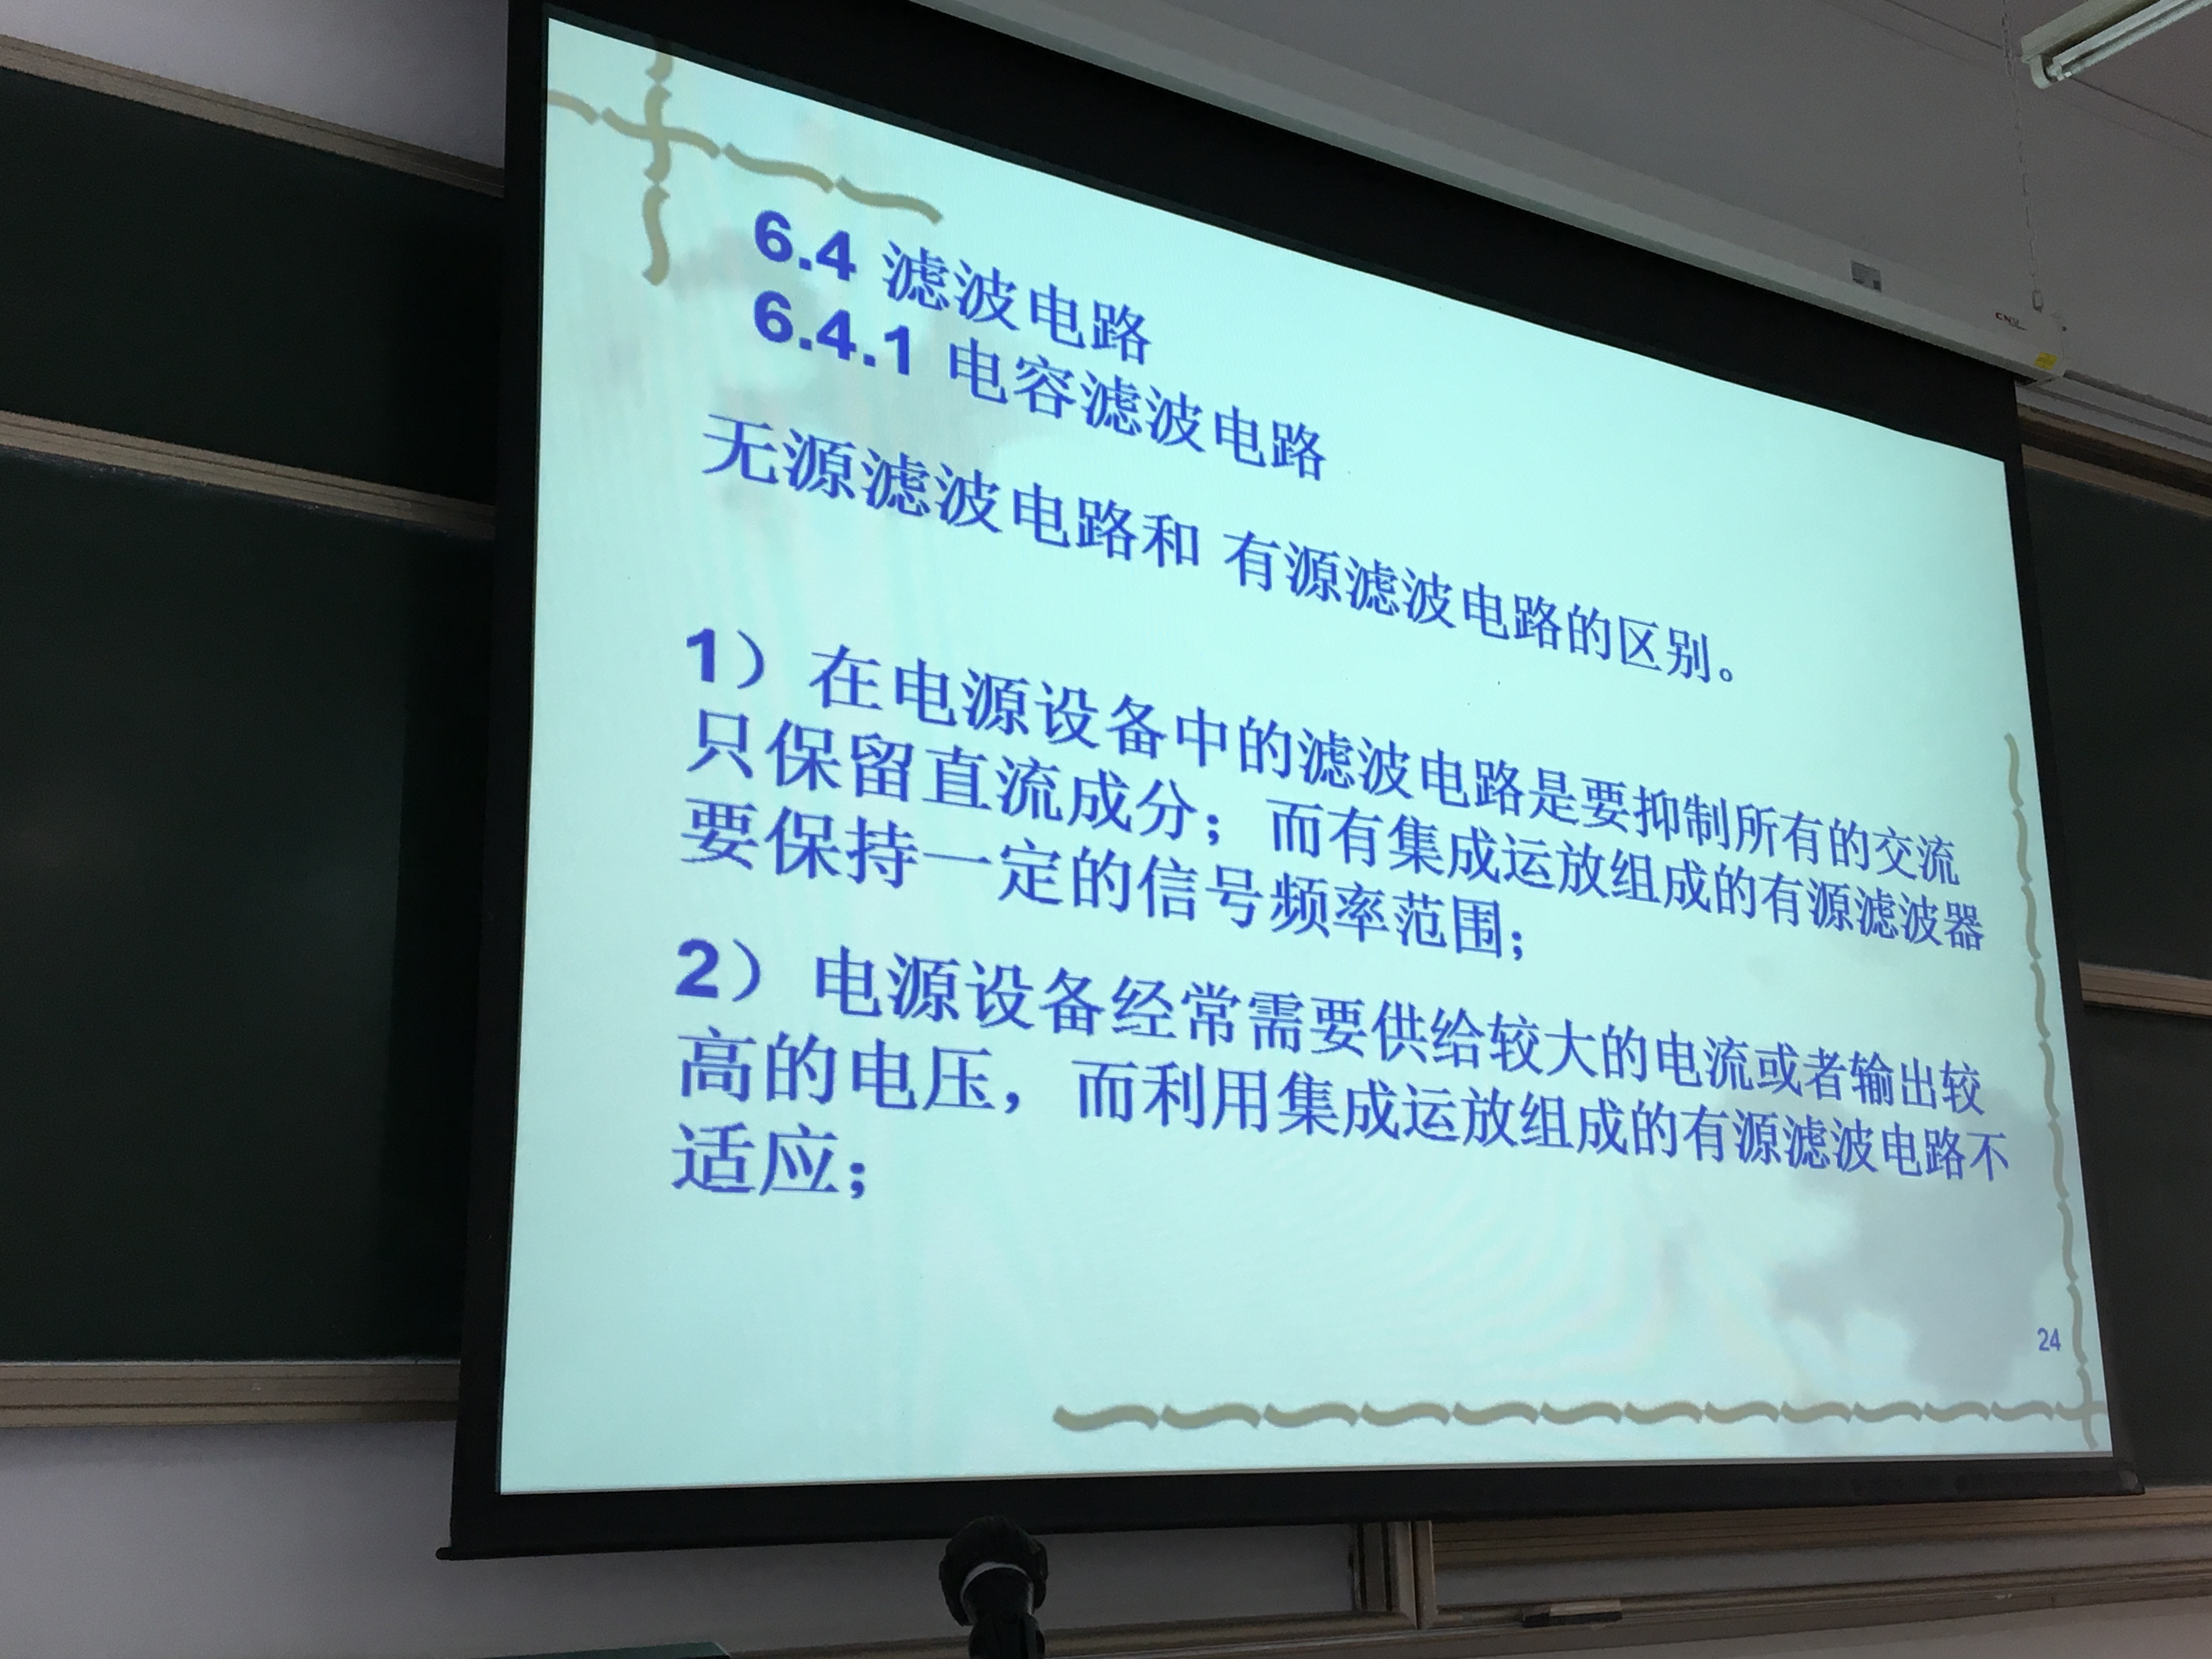 6.4 滤波电路
6.4.1 电容滤波电路
无源滤波电路和 有源滤波电路的区别。
1）在电源设备中的滤波电路是要抑制所有的交流
只保留直流成分；而有集成运放组成的有源滤波器
要保持一定的信号频率范围；
2）电源设备经常需要供给较大的电流或者输出较
高的电压，而利用集成运放组成的有源滤波电路不
适应；
24